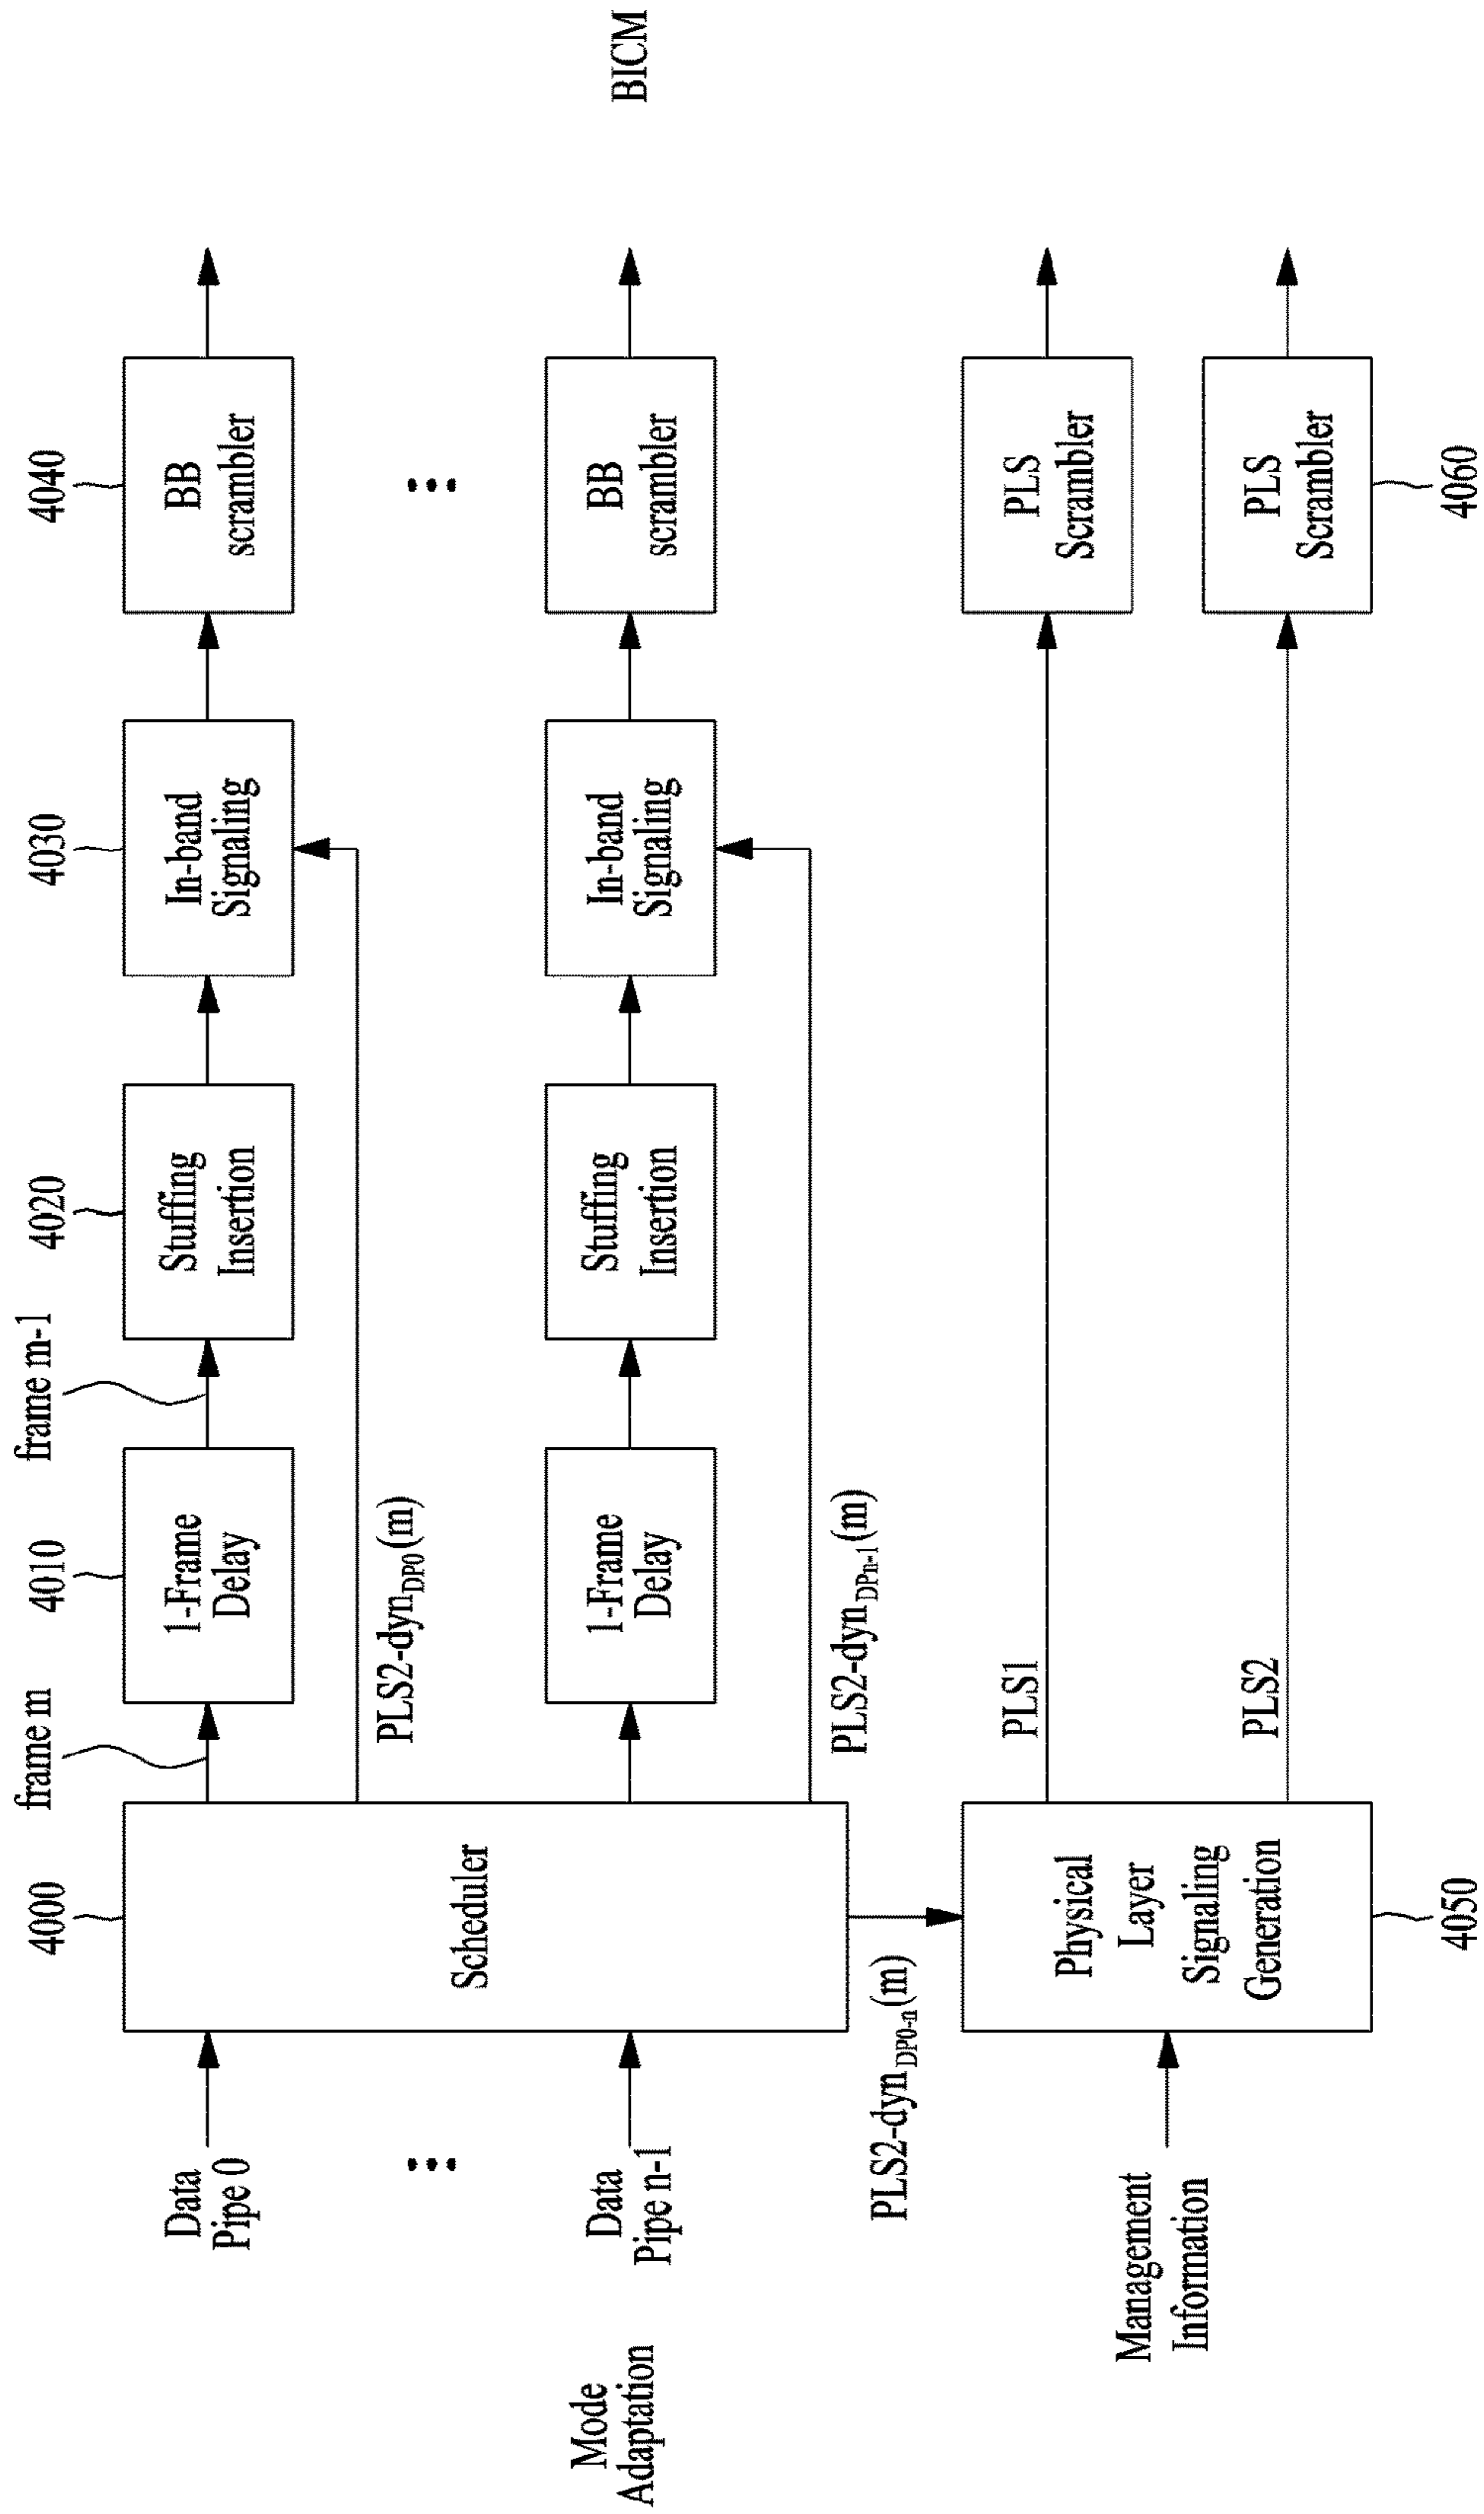 4000
frame m
4010
frame m-1
4020
4030
4040
Data
Pipe 0
Scheduler
1-Frame
Delay
Stuffing
Insertion
In-band
Signaling
BB
scrambler
PLS2-dyn_DP0(m)
Mode
Adaptation
Data
Pipe n-1
1-Frame
Delay
Stuffing
Insertion
In-band
Signaling
BB
scrambler
BICM
PLS2-dyn_DPn-1(m)
PLS2-dyn_DP0-n(m)
Management
Information
Physical
Layer
Signaling
Generation
PLS1
PLS
Scrambler
PLS2
PLS
Scrambler
4050
4060